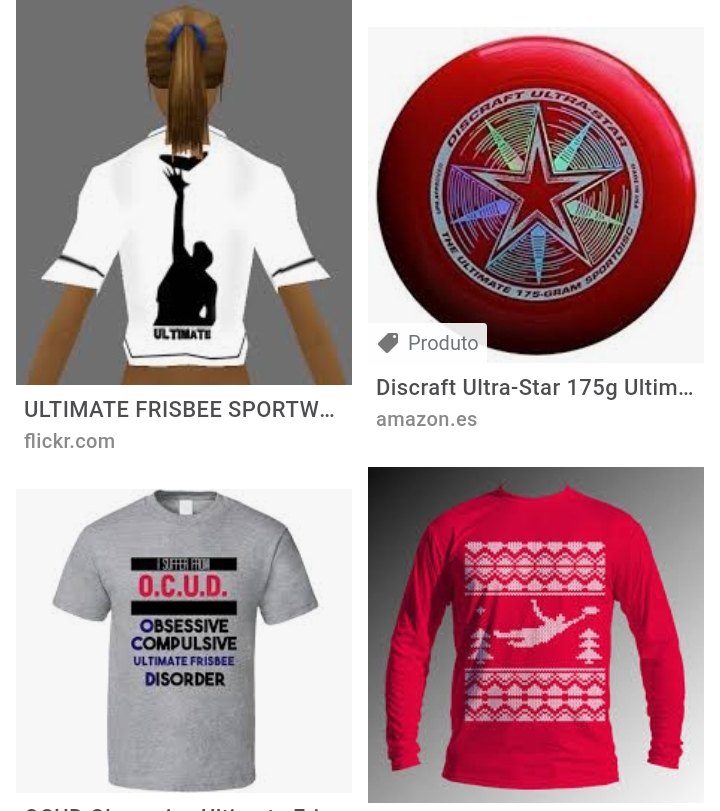 ULTIMATE
ULTIMATE FRISBEE SPORTW...
flickr.com
DISCRAFT ULTRA-STAR
THE ULTIMATE 175-GRAM SPORTDISC
Produto
Discraft Ultra-Star 175g Ultim...
amazon.es
I SUFFER FROM
O.C.U.D.
OBSESSIVE
COMPULSIVE
ULTIMATE FRISBEE
DISORDER